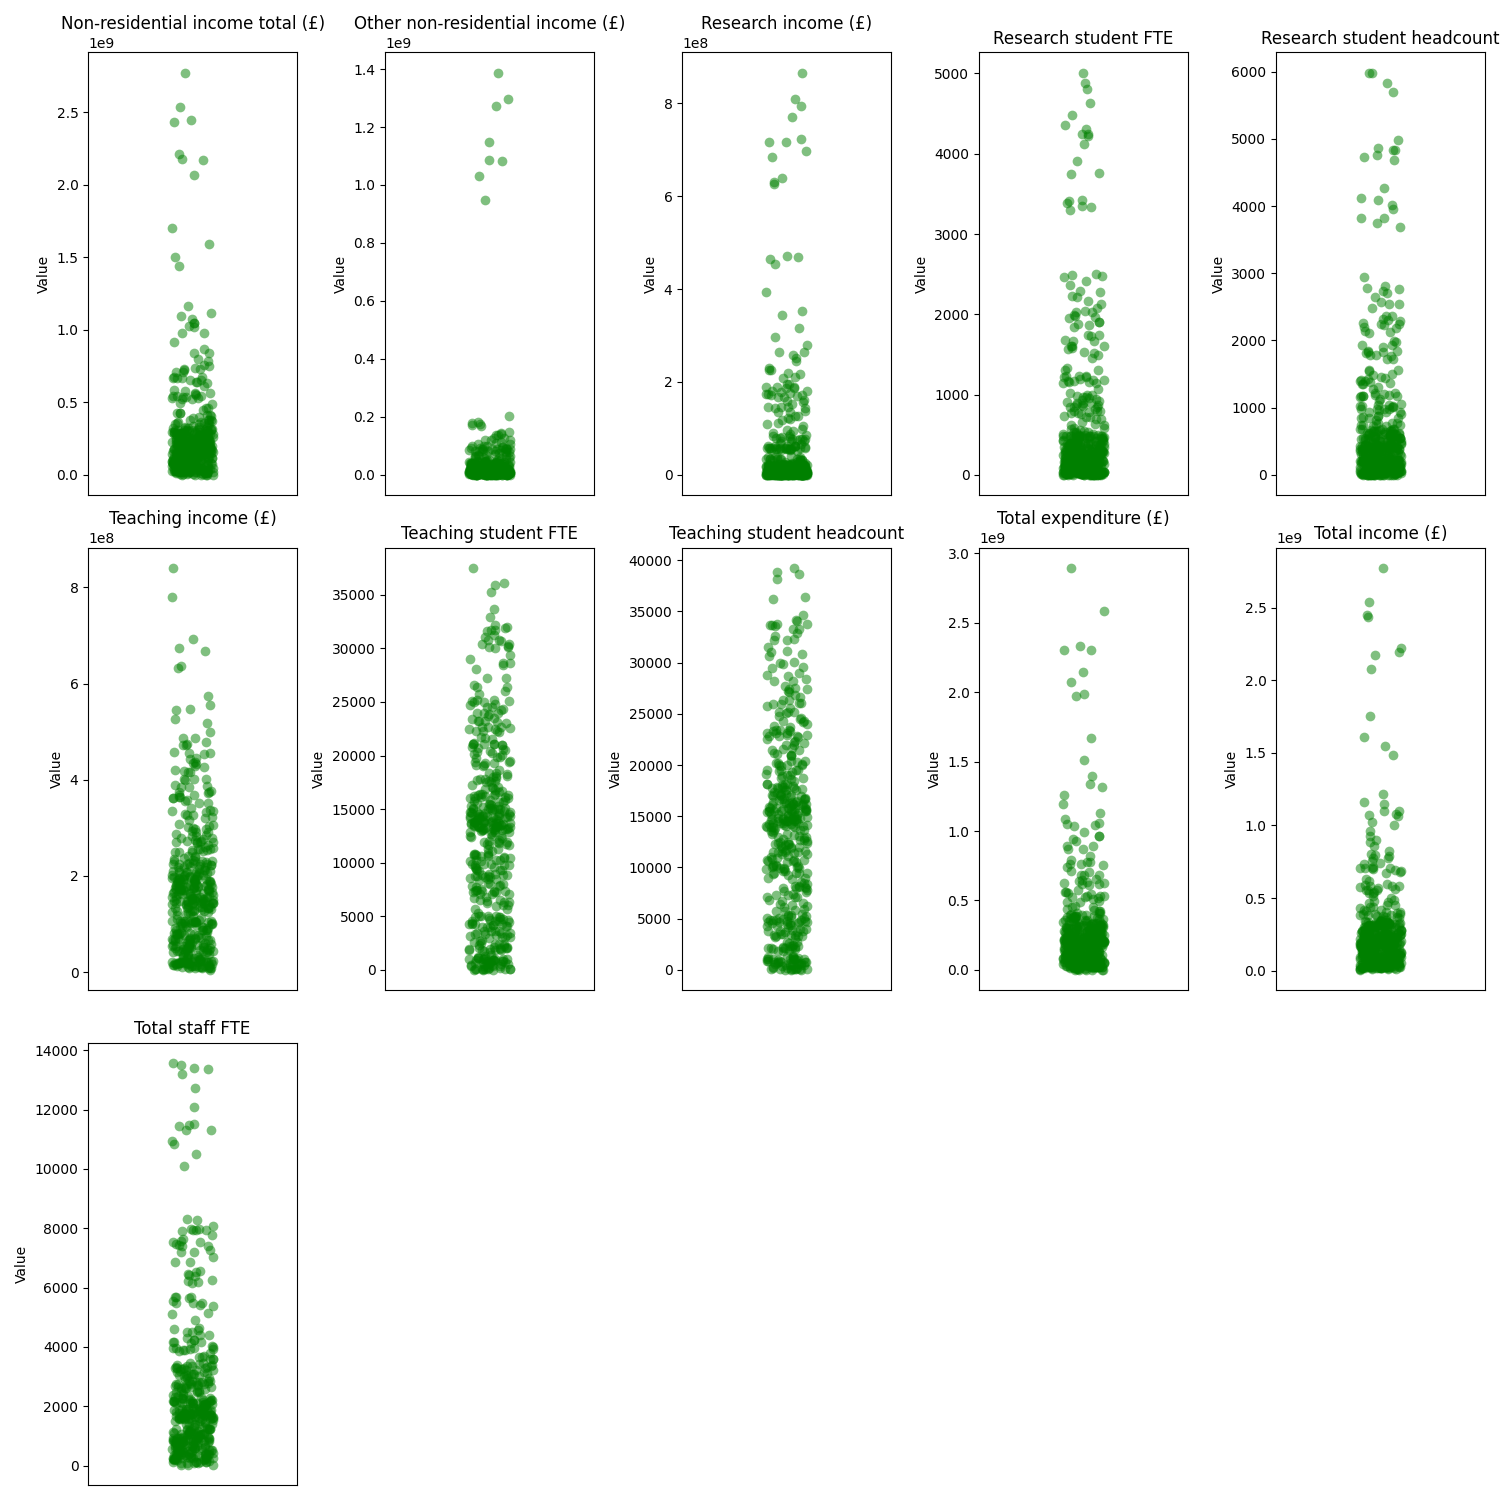 Non-residential income total (£)
1e9
Value
2.5
2.0
1.5
1.0
0.5
0.0
Other non-residential income (£)
1e9
Value
1.4
1.2
1.0
0.8
0.6
0.4
0.2
0.0
Research income (£)
1e8
Value
8
6
4
2
0
Research student FTE
Value
5000
4000
3000
2000
1000
0
Research student headcount
Value
6000
5000
4000
3000
2000
1000
0
Teaching income (£)
1e8
Value
8
6
4
2
0
Teaching student FTE
Value
35000
30000
25000
20000
15000
10000
5000
0
Teaching student headcount
Value
40000
35000
30000
25000
20000
15000
10000
5000
0
Total expenditure (£)
1e9
Value
3.0
2.5
2.0
1.5
1.0
0.5
0.0
Total income (£)
1e9
Value
2.5
2.0
1.5
1.0
0.5
0.0
Total staff FTE
Value
14000
12000
10000
8000
6000
4000
2000
0